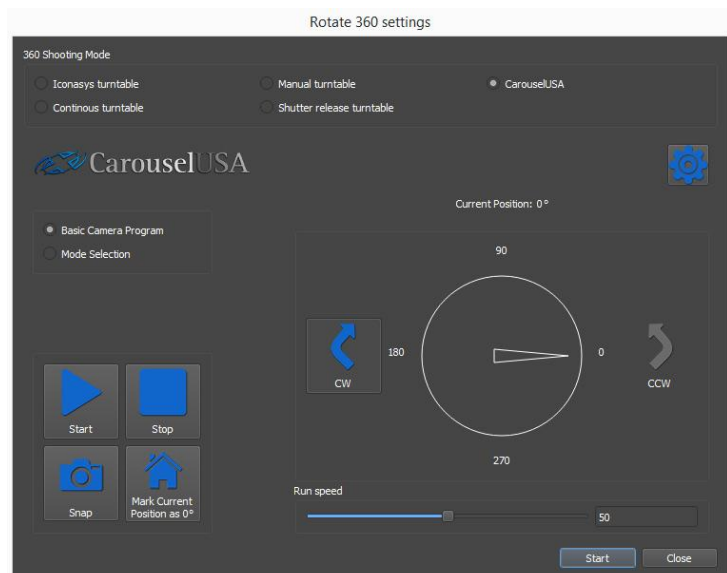 Rotate 360 settings
360 Shooting Mode
Iconasys turntable
Manual turntable
CarouselUSA
Continous turntable
Shutter release turntable
CarouselUSA
Current Position: 0°
Basic Camera Program
Mode Selection
90
180
0
CW
CCW
270
Start
Stop
Snap
Mark Current
Position as 0°
Run speed
50
Start
Close